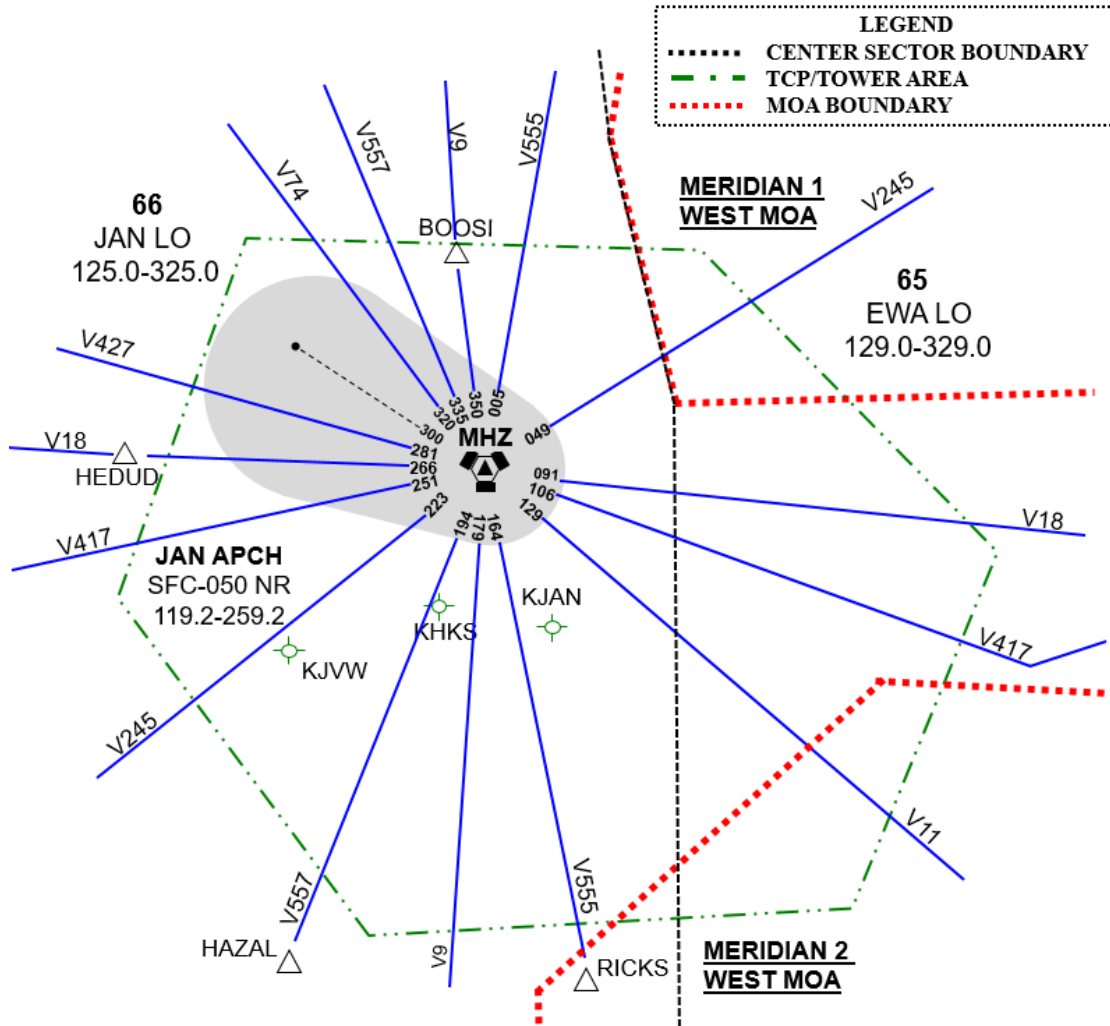 LEGEND
CENTER SECTOR BOUNDARY
TCP/TOWER AREA
MOA BOUNDARY
V74
V557
V9
V555
MERIDIAN 1
WEST MOA
V245
66
JAN LO
125.0-325.0
BOOSI
65
EWA LO
129.0-329.0
V427
320
335
350
005
300
MHZ
049
281
V18
HEDUD
266
251
223
194
179
164
091
106
129
V18
V417
JAN APCH
SFC-050 NR
119.2-259.2
KJAN
KHKS
KJVW
V417
V245
V11
V557
V9
V555
HAZAL
RICKS
MERIDIAN 2
WEST MOA